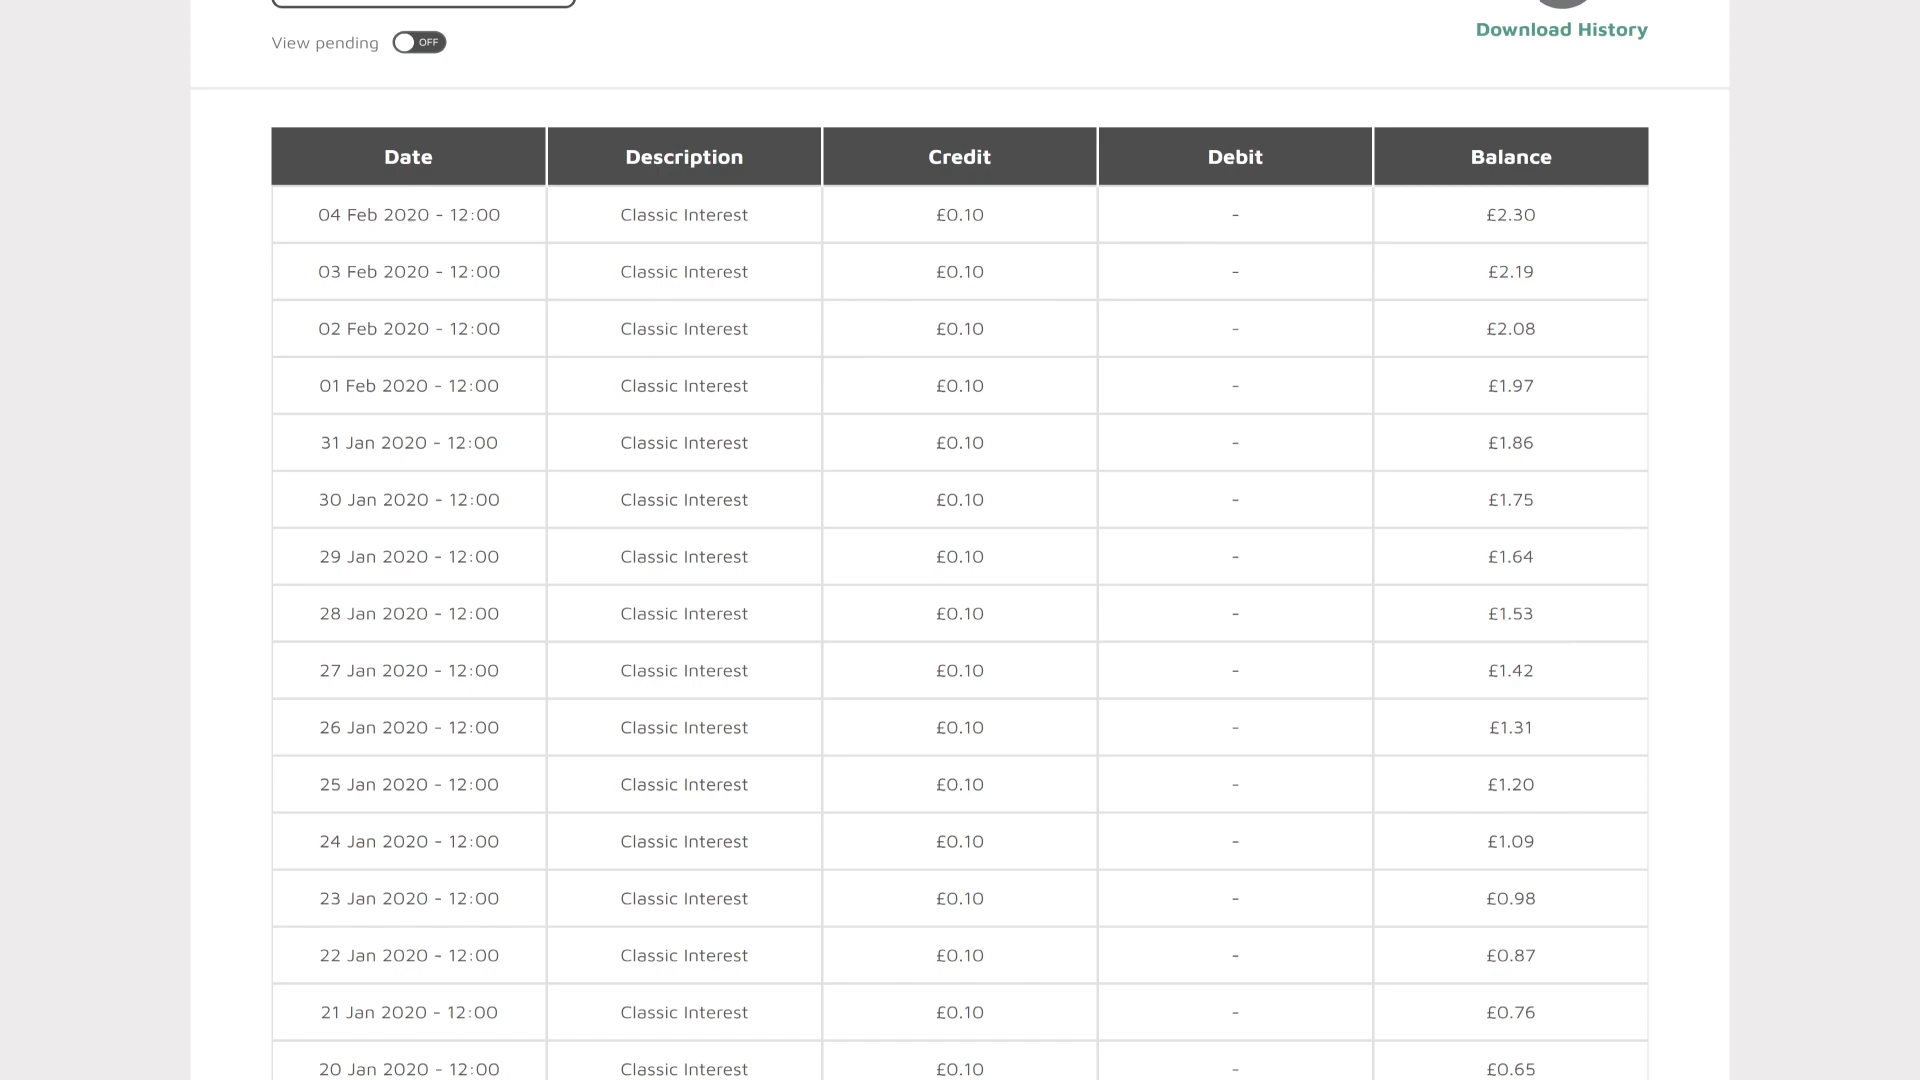 View pending OFF
Download History
Date Description Credit Debit Balance
04 Feb 2020 - 12:00 Classic Interest £0.10 - £2.30
03 Feb 2020 - 12:00 Classic Interest £0.10 - £2.19
02 Feb 2020 - 12:00 Classic Interest £0.10 - £2.08
01 Feb 2020 - 12:00 Classic Interest £0.10 - £1.97
31 Jan 2020 - 12:00 Classic Interest £0.10 - £1.86
30 Jan 2020 - 12:00 Classic Interest £0.10 - £1.75
29 Jan 2020 - 12:00 Classic Interest £0.10 - £1.64
28 Jan 2020 - 12:00 Classic Interest £0.10 - £1.53
27 Jan 2020 - 12:00 Classic Interest £0.10 - £1.42
26 Jan 2020 - 12:00 Classic Interest £0.10 - £1.31
25 Jan 2020 - 12:00 Classic Interest £0.10 - £1.20
24 Jan 2020 - 12:00 Classic Interest £0.10 - £1.09
23 Jan 2020 - 12:00 Classic Interest £0.10 - £0.98
22 Jan 2020 - 12:00 Classic Interest £0.10 - £0.87
21 Jan 2020 - 12:00 Classic Interest £0.10 - £0.76
20 Jan 2020 - 12:00 Classic Interest £0.10 - £0.65